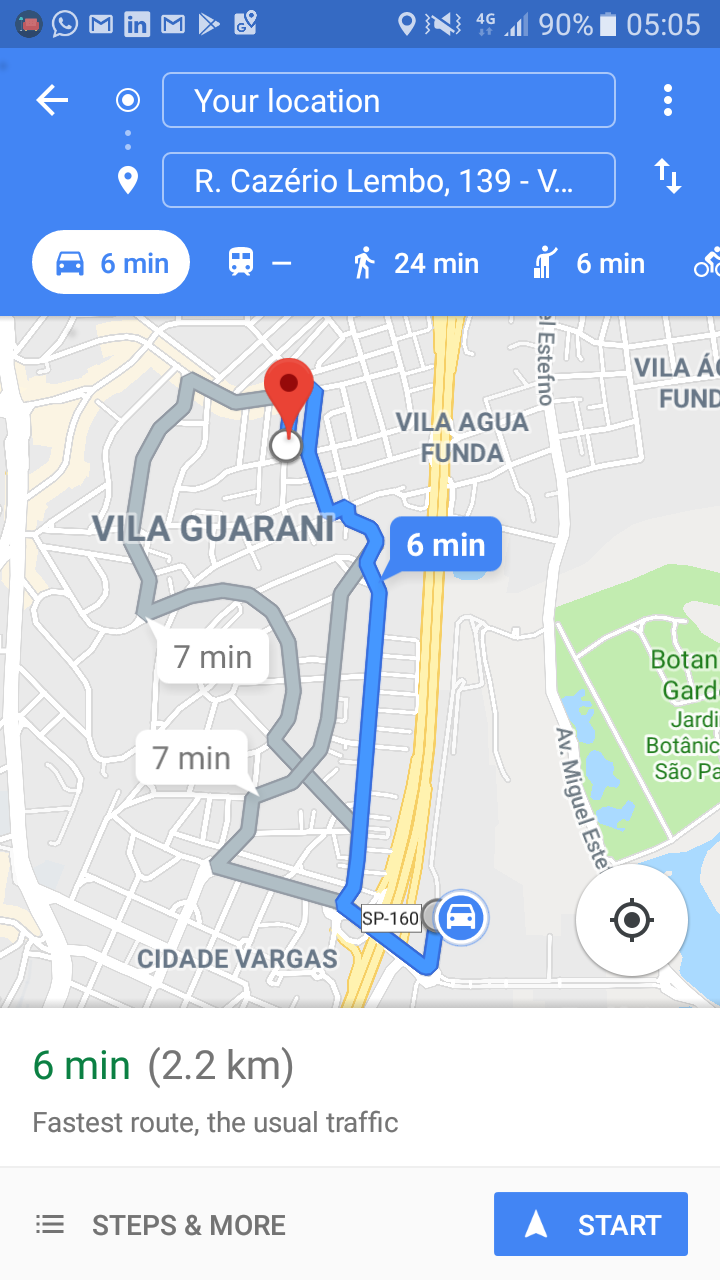 4G 90% 05:05
Your location
R. Cazério Lembo, 139 - V...
6 min — 24 min 6 min
el Estefno
VILA ÁG
FUND
VILA AGUA
FUNDA
VILA GUARANI
6 min
7 min
Botan
Gard
Jardi
Botânic
São Pa
7 min
Av. Miguel Estef
SP-160
CIDADE VARGAS
6 min (2.2 km)
Fastest route, the usual traffic
STEPS & MORE START